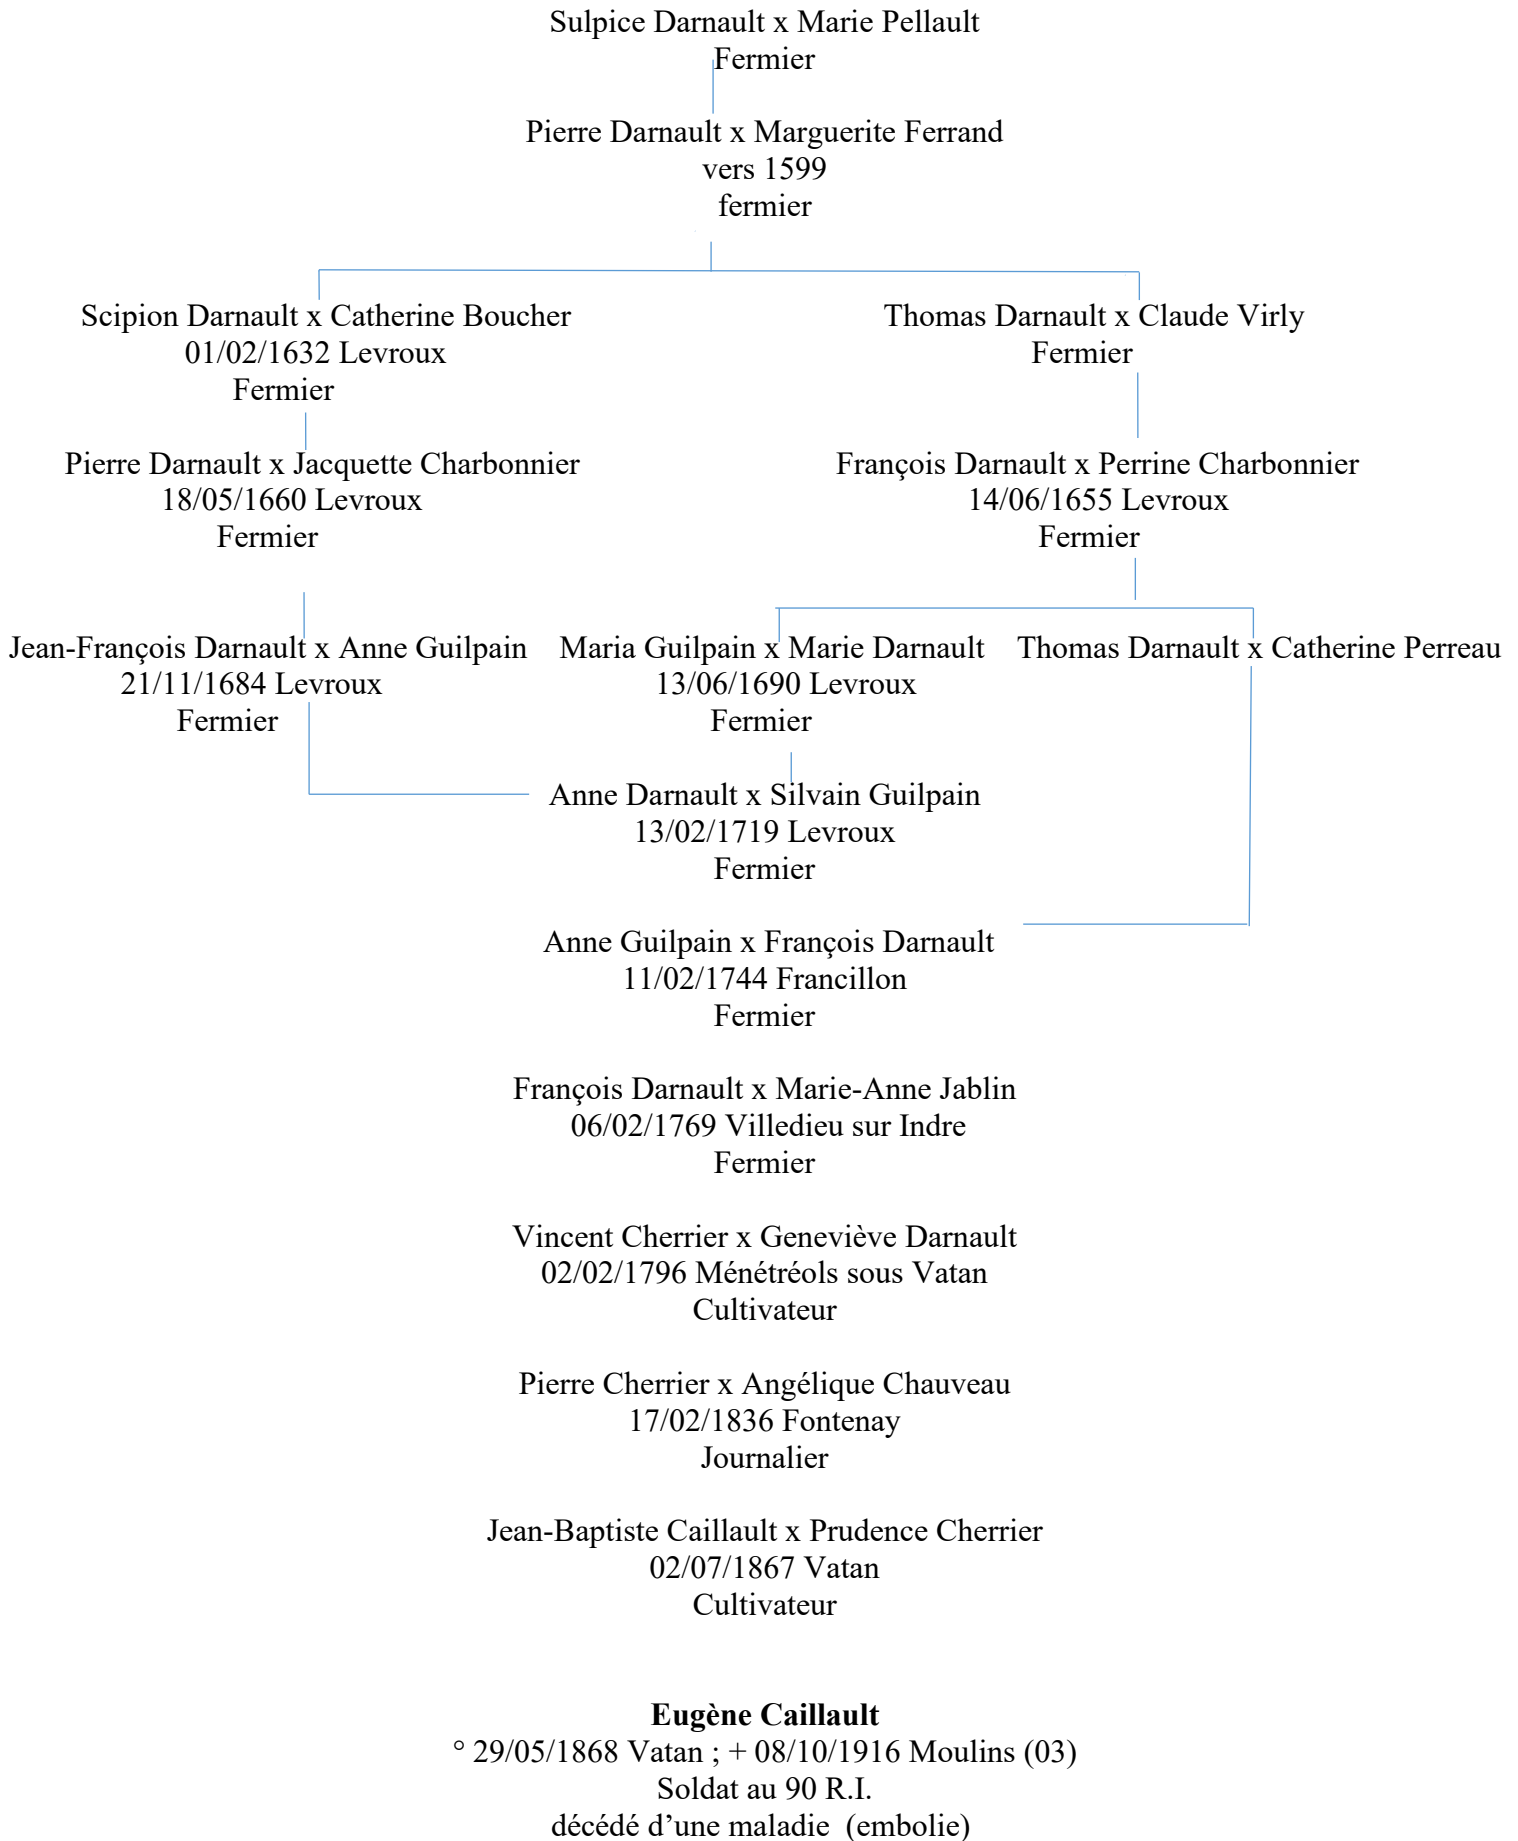 Sulpice Darnault x Marie Pellault
Fermier
Pierre Darnault x Marguerite Ferrand
vers 1599
fermier
Scipion Darnault x Catherine Boucher
01/02/1632 Levroux
Fermier
Thomas Darnault x Claude Virly
Fermier
Pierre Darnault x Jacquette Charbonnier
18/05/1660 Levroux
Fermier
François Darnault x Perrine Charbonnier
14/06/1655 Levroux
Fermier
Jean-François Darnault x Anne Guilpain
21/11/1684 Levroux
Fermier
Maria Guilpain x Marie Darnault
13/06/1690 Levroux
Fermier
Thomas Darnault x Catherine Perreau
Anne Darnault x Silvain Guilpain
13/02/1719 Levroux
Fermier
Anne Guilpain x François Darnault
11/02/1744 Francillon
Fermier
François Darnault x Marie-Anne Jablin
06/02/1769 Villedieu sur Indre
Fermier
Vincent Cherrier x Geneviève Darnault
02/02/1796 Ménétréols sous Vatan
Cultivateur
Pierre Cherrier x Angélique Chauveau
17/02/1836 Fontenay
Journalier
Jean-Baptiste Caillault x Prudence Cherrier
02/07/1867 Vatan
Cultivateur
Eugène Caillault
° 29/05/1868 Vatan ; + 08/10/1916 Moulins (03)
Soldat au 90 R.I.
décédé d’une maladie (embolie)